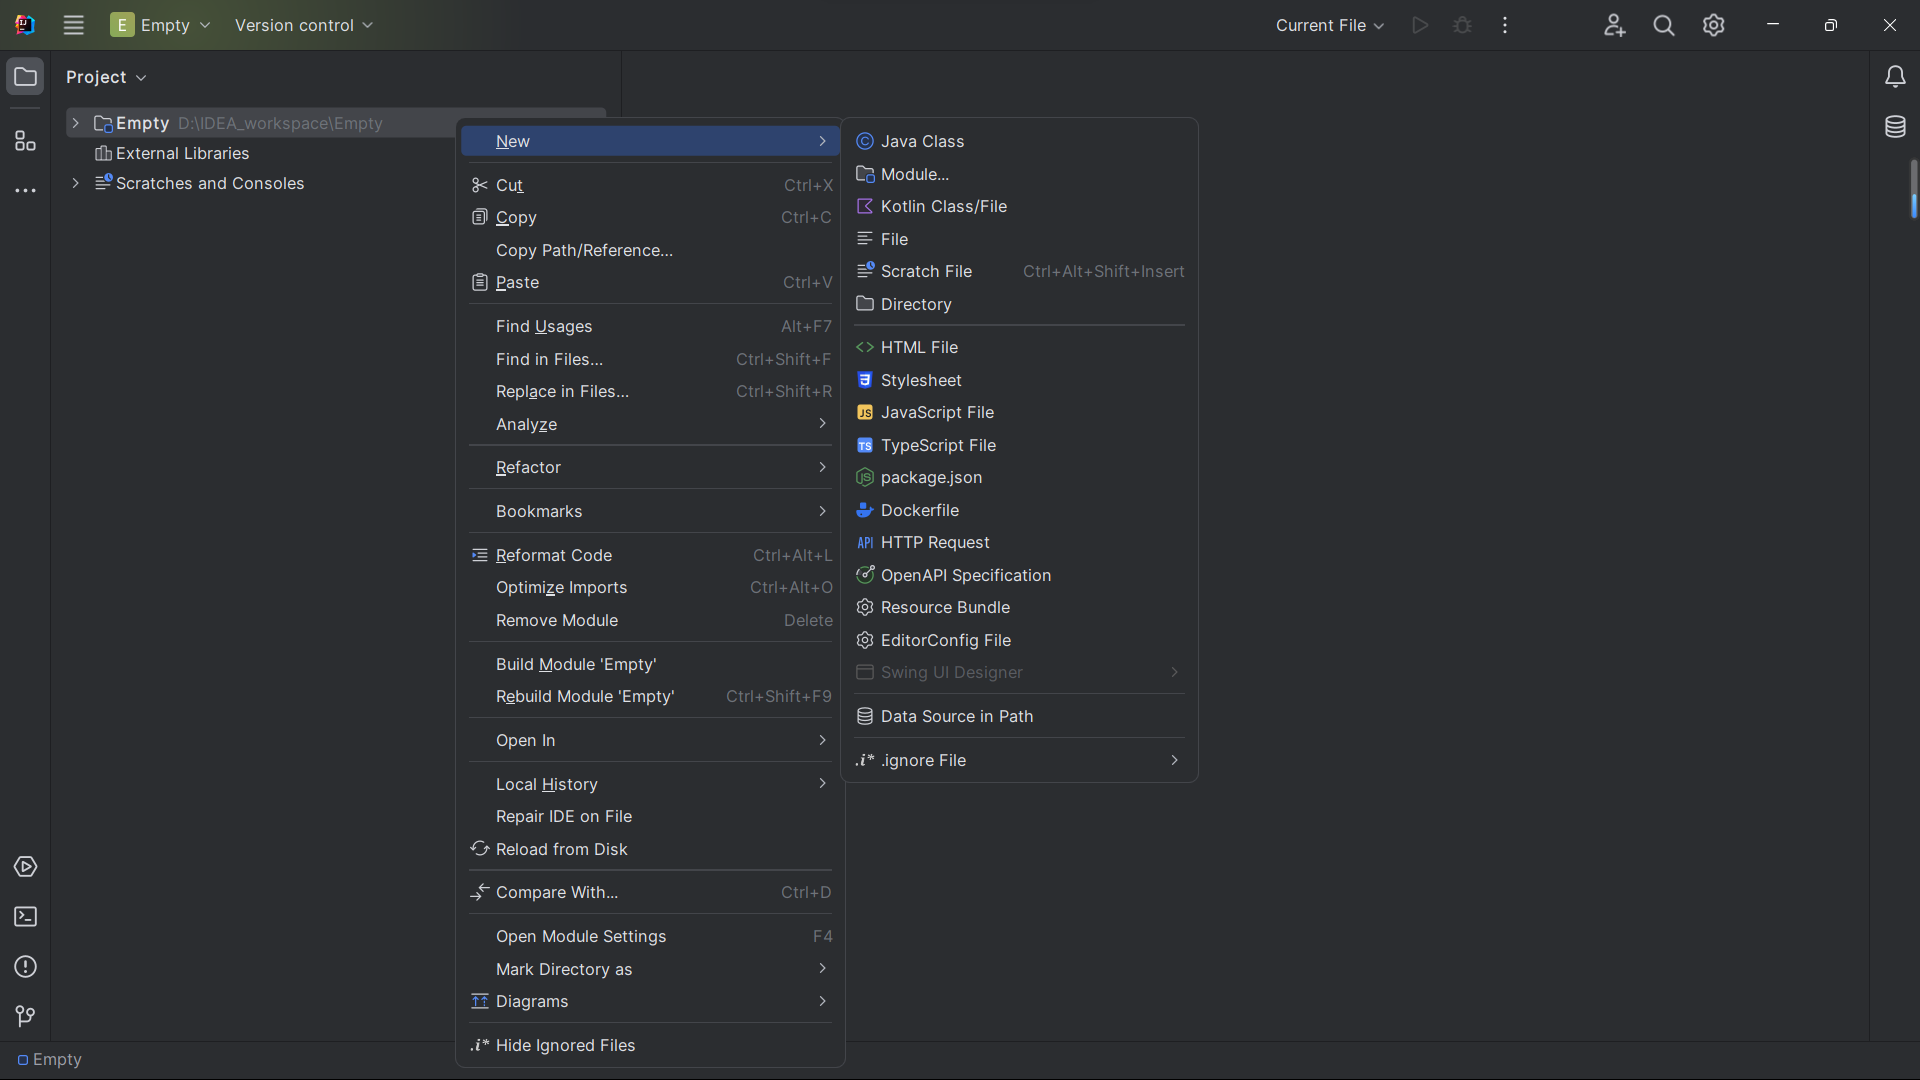 E Empty Version control Current File
Project
Empty D:\IDEA_workspace\Empty
External Libraries
Scratches and Consoles
New
Cut Ctrl+X
Copy Ctrl+C
Copy Path/Reference...
Paste Ctrl+V
Find Usages Alt+F7
Find in Files... Ctrl+Shift+F
Replace in Files... Ctrl+Shift+R
Analyze
Refactor
Bookmarks
Reformat Code Ctrl+Alt+L
Optimize Imports Ctrl+Alt+O
Remove Module Delete
Build Module 'Empty'
Rebuild Module 'Empty' Ctrl+Shift+F9
Open In
Local History
Repair IDE on File
Reload from Disk
Compare With... Ctrl+D
Open Module Settings F4
Mark Directory as
Diagrams
.i* Hide Ignored Files
Java Class
Module...
Kotlin Class/File
File
Scratch File Ctrl+Alt+Shift+Insert
Directory
HTML File
Stylesheet
JS JavaScript File
TS TypeScript File
JS package.json
Dockerfile
API HTTP Request
OpenAPI Specification
Resource Bundle
EditorConfig File
Swing UI Designer
Data Source in Path
.i* .ignore File
Empty